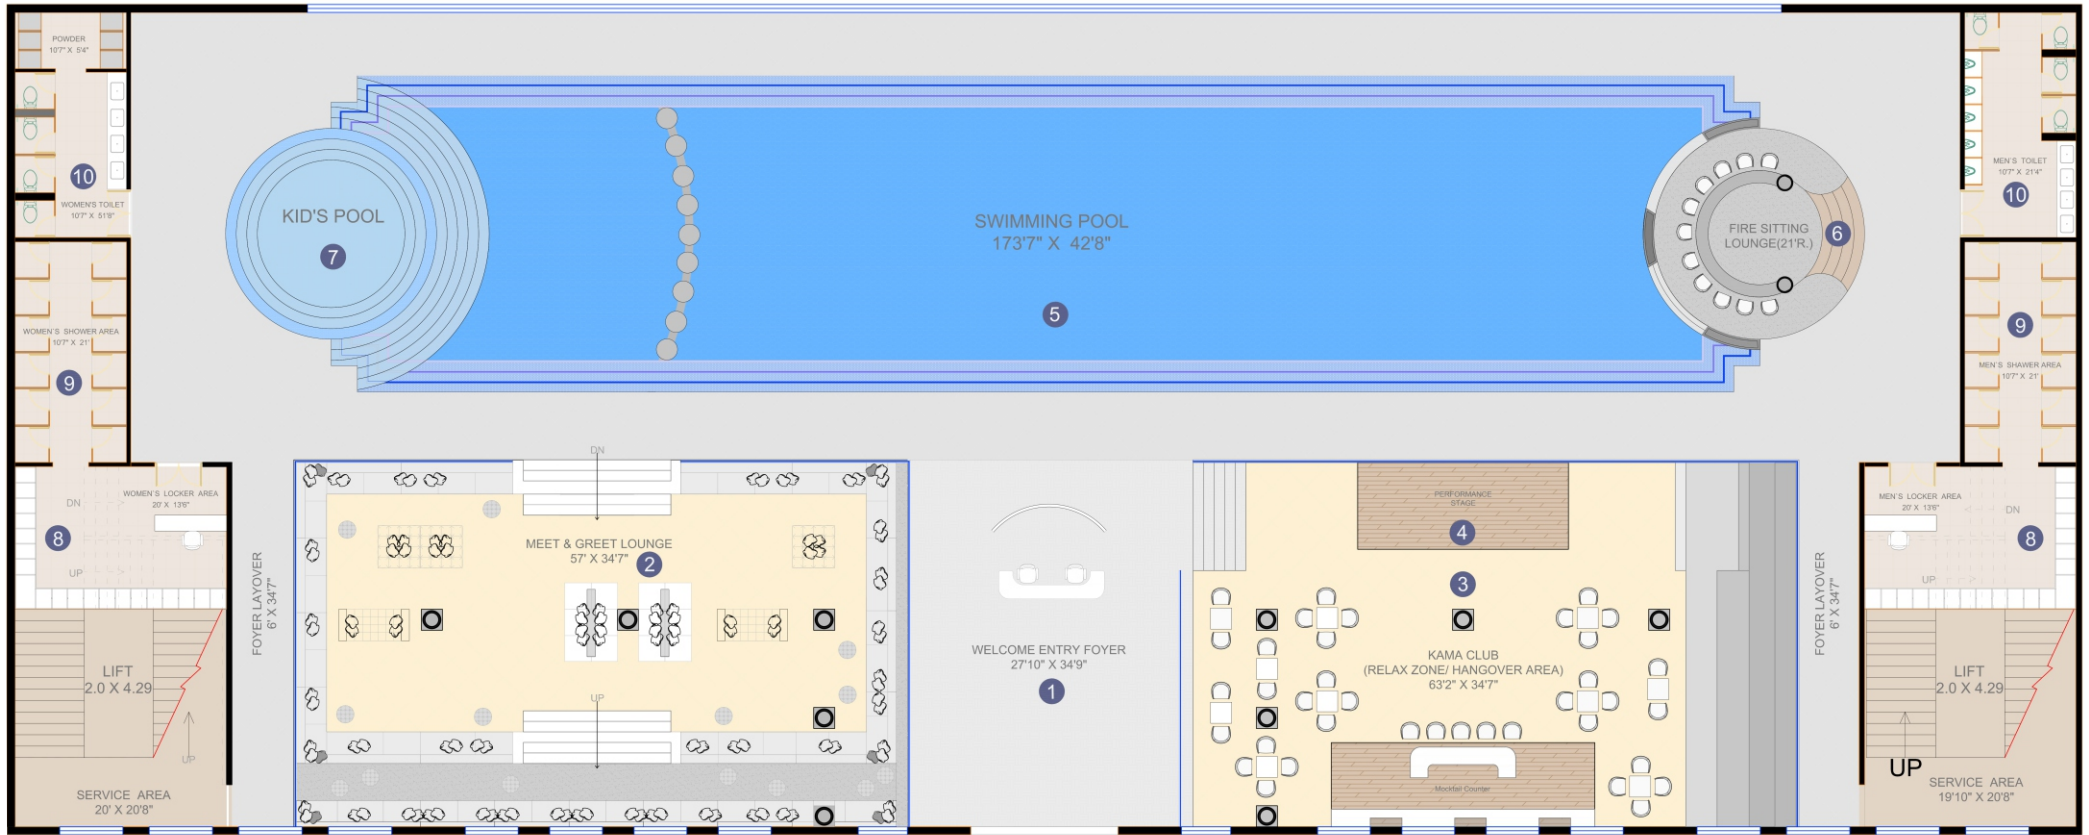 POWDER
10'7" X 5'4"
10
WOMEN'S TOILET
10'7" X 51'8"
WOMEN'S SHOWER AREA
10'7" X 21'
9
WOMEN'S LOCKER AREA
20' X 13'6"
DN
8
UP
LIFT
2.0 X 4.29
UP
SERVICE AREA
20' X 20'8"
FOYER LAYOVER
6' X 34'7"
KID'S POOL
7
SWIMMING POOL
173'7" X 42'8"
5
FIRE SITTING
LOUNGE(21'R.)
6
DN
MEET & GREET LOUNGE
57' X 34'7"
2
UP
WELCOME ENTRY FOYER
27'10" X 34'9"
1
PERFORMANCE
STAGE
4
3
KAMA CLUB
(RELAX ZONE/ HANGOVER AREA)
63'2" X 34'7"
Mocktail Counter
FOYER LAYOVER
6' X 34'7"
MEN'S TOILET
10'7" X 21'4"
10
9
MEN'S SHAWER AREA
10'7" X 21'
MEN'S LOCKER AREA
20' X 13'6"
DN
8
UP
LIFT
2.0 X 4.29
UP
SERVICE AREA
19'10" X 20'8"